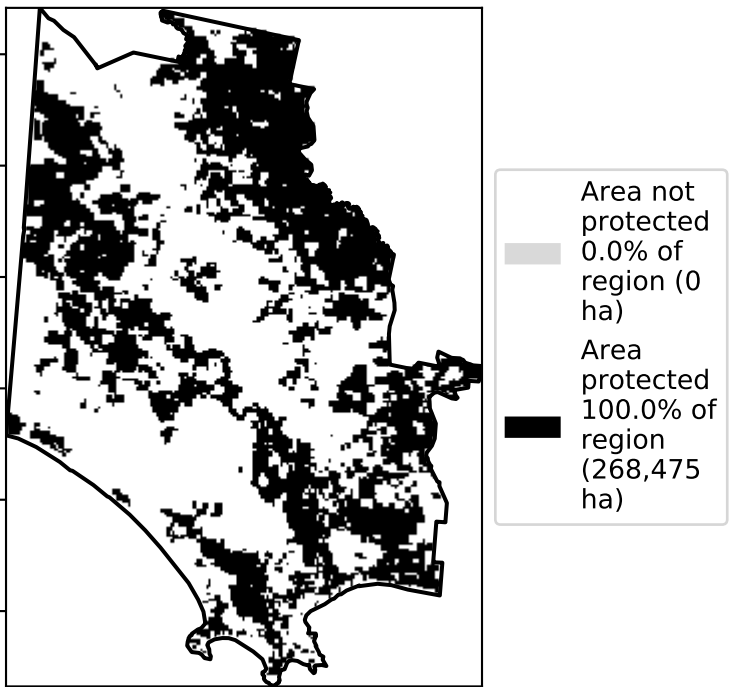 Area not
protected
0.0% of
region (0
ha)
Area
protected
100.0% of
region
(268,475
ha)